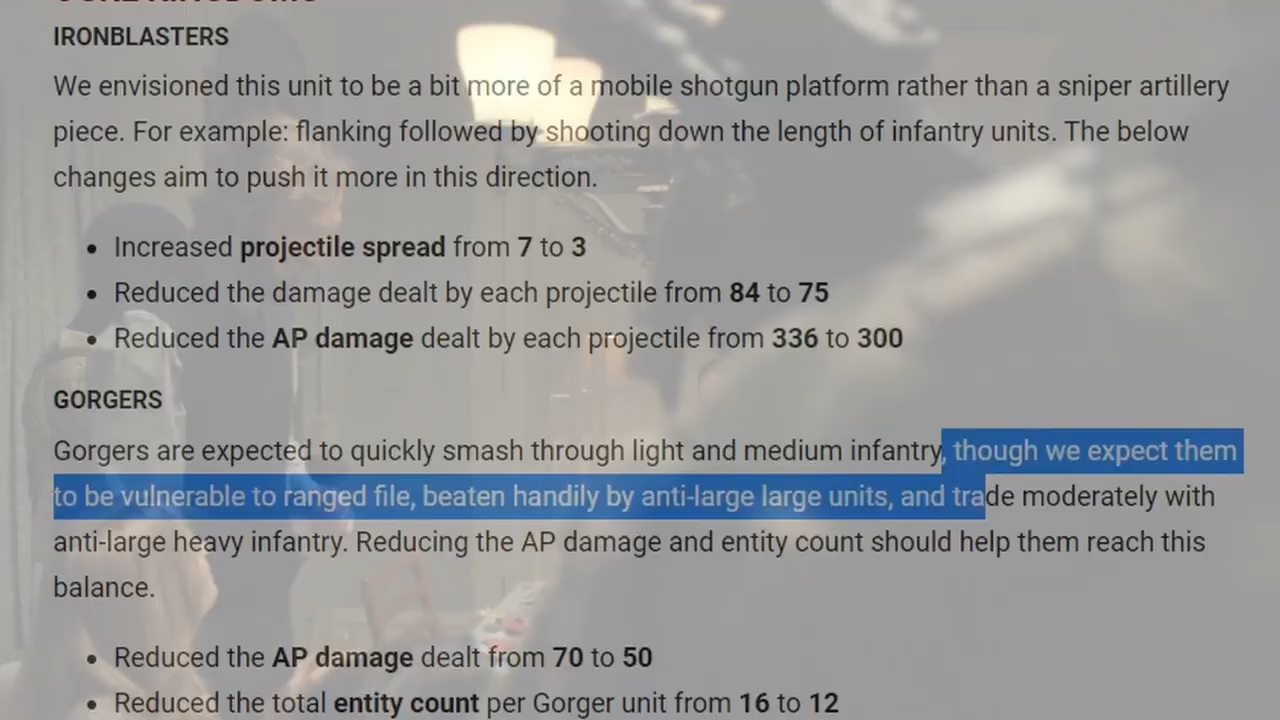 IRONBLASTERS
We envisioned this unit to be a bit more of a mobile shotgun platform rather than a sniper artillery
piece. For example: flanking followed by shooting down the length of infantry units. The below
changes aim to push it more in this direction.
• Increased projectile spread from 7 to 3
• Reduced the damage dealt by each projectile from 84 to 75
• Reduced the AP damage dealt by each projectile from 336 to 300
GORGERS
Gorgers are expected to quickly smash through light and medium infantry, though we expect them
to be vulnerable to ranged file, beaten handily by anti-large large units, and trade moderately with
anti-large heavy infantry. Reducing the AP damage and entity count should help them reach this
balance.
• Reduced the AP damage dealt from 70 to 50
• Reduced the total entity count per Gorger unit from 16 to 12